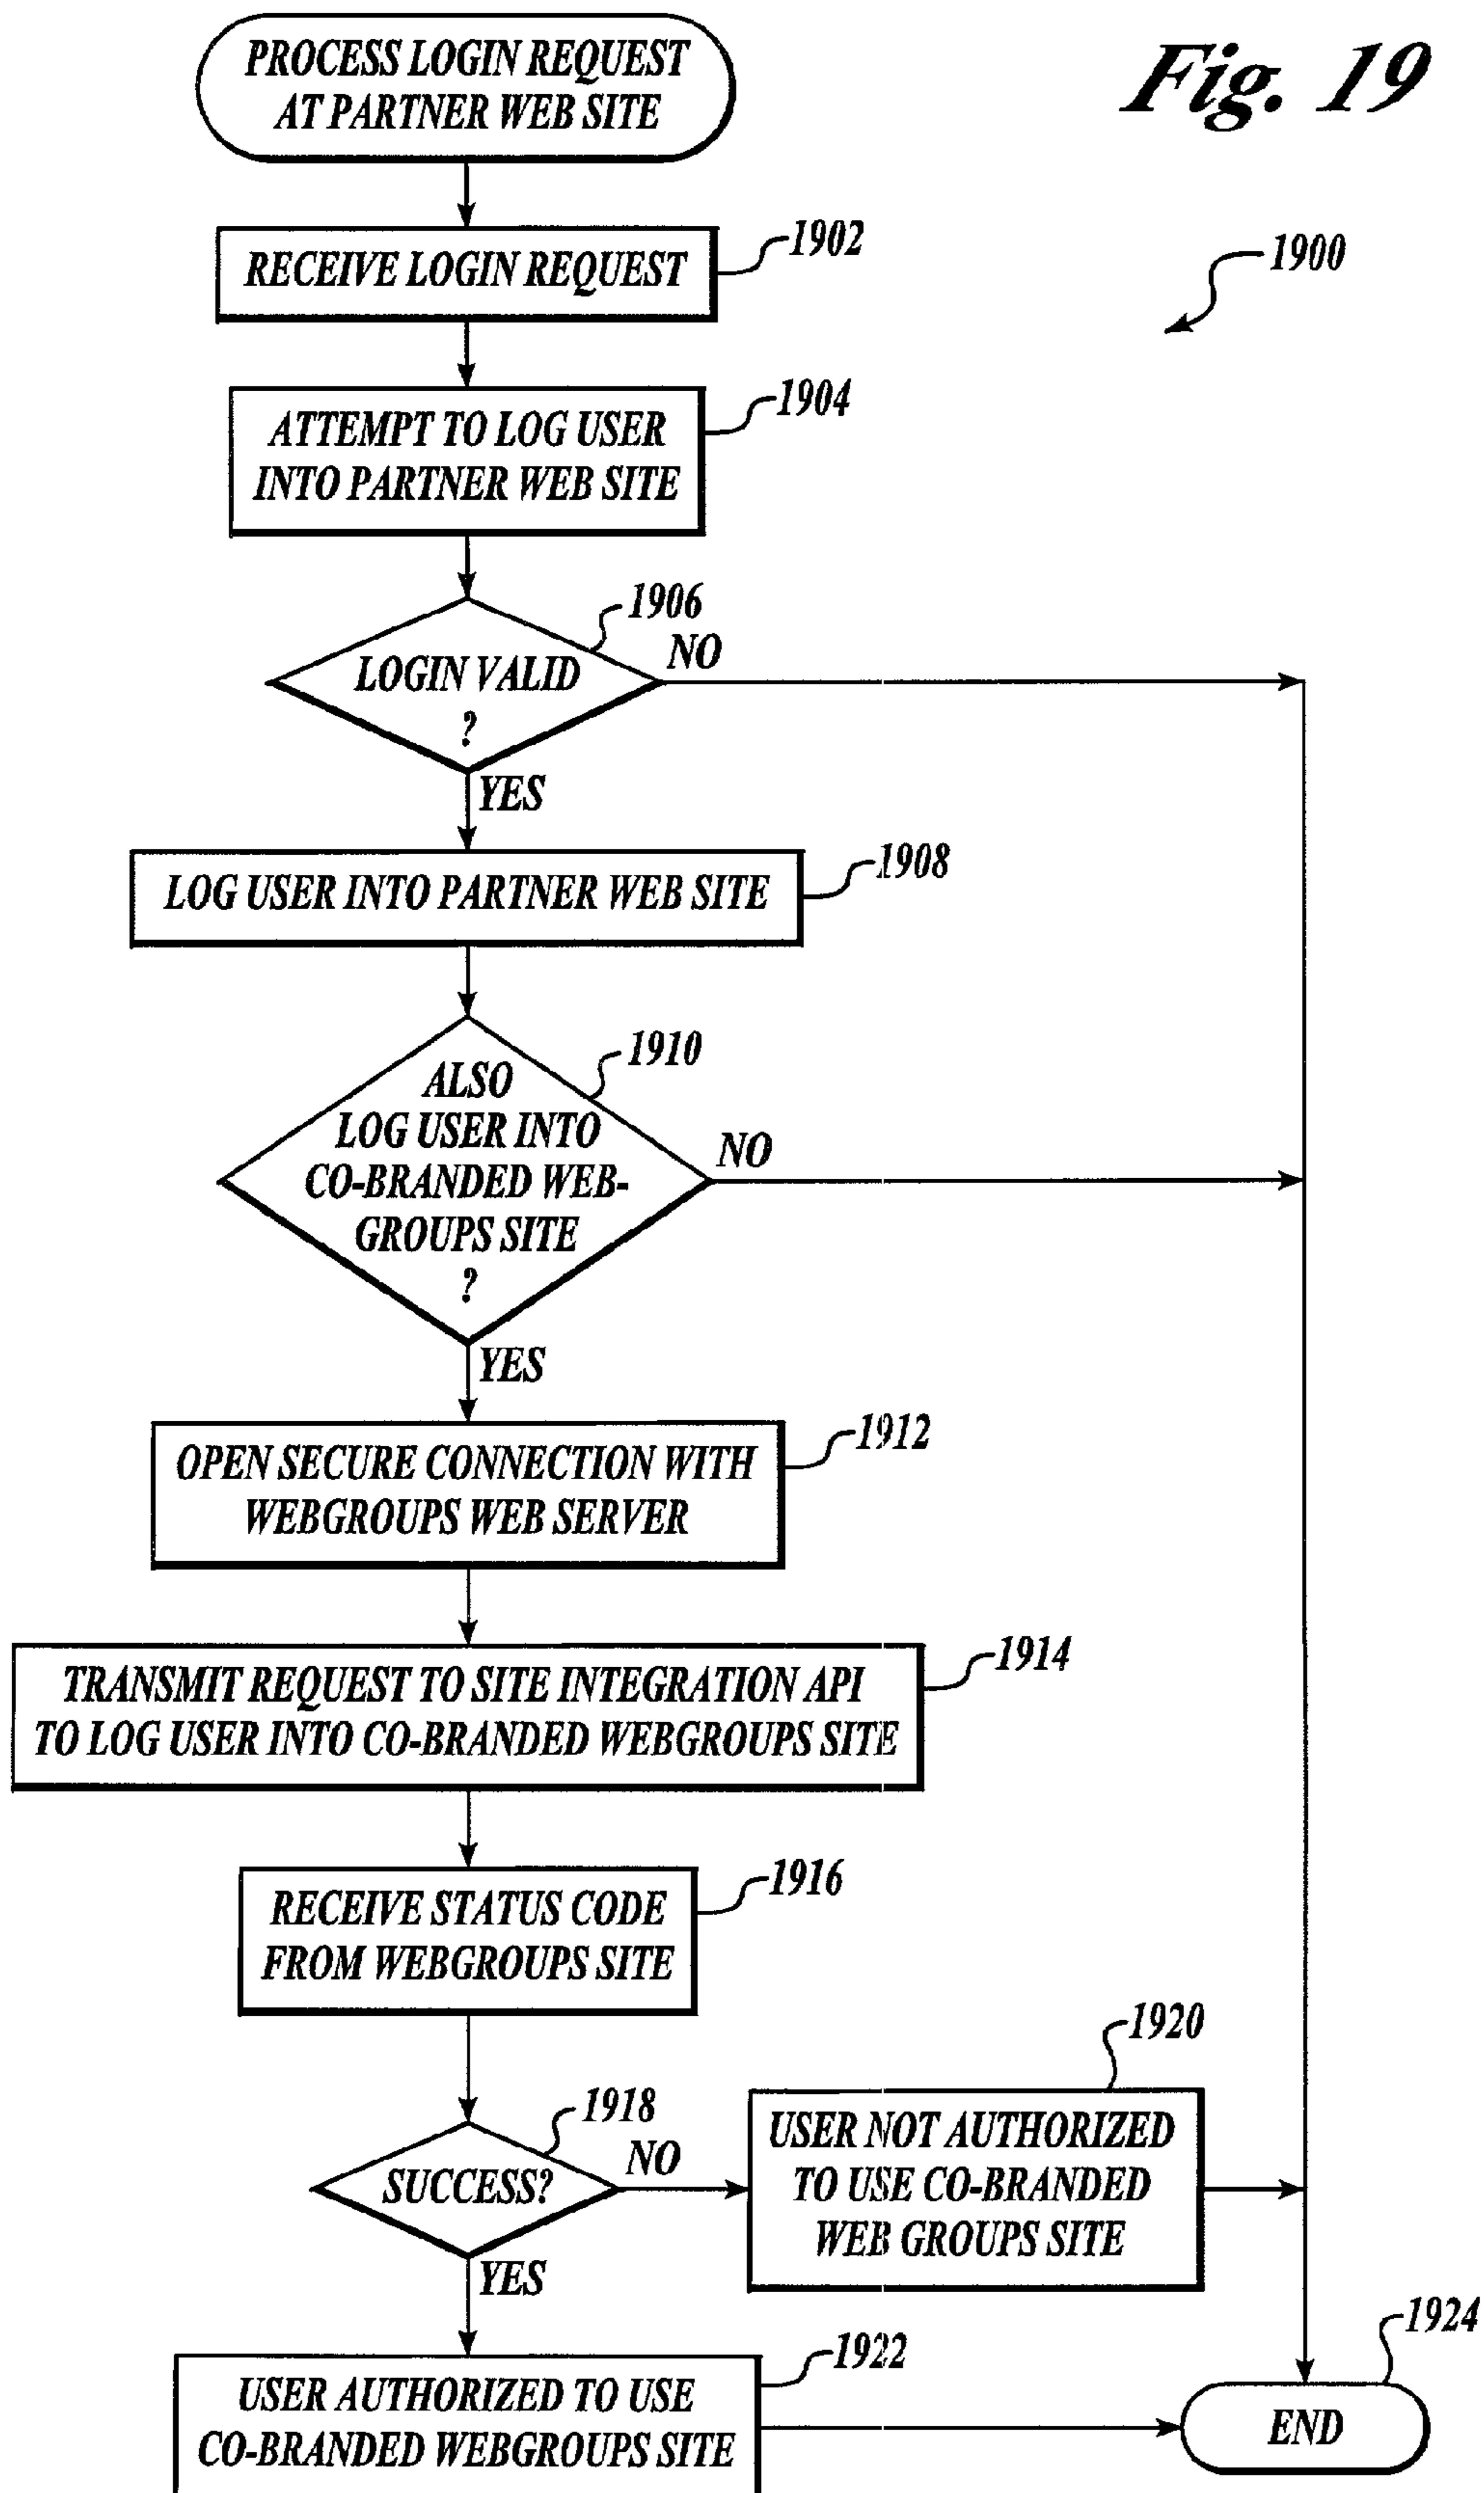 PROCESS LOGIN REQUEST
AT PARTNER WEB SITE
Fig. 19
1902
RECEIVE LOGIN REQUEST
1900
1904
ATTEMPT TO LOG USER
INTO PARTNER WEB SITE
1906
NO
LOGIN VALID
?
YES
1908
LOG USER INTO PARTNER WEB SITE
1910
ALSO
LOG USER INTO
CO-BRANDED WEB-
GROUPS SITE
?
NO
YES
1912
OPEN SECURE CONNECTION WITH
WEBGROUPS WEB SERVER
1914
TRANSMIT REQUEST TO SITE INTEGRATION API
TO LOG USER INTO CO-BRANDED WEBGROUPS SITE
1916
RECEIVE STATUS CODE
FROM WEBGROUPS SITE
1918
SUCCESS?
NO
1920
USER NOT AUTHORIZED
TO USE CO-BRANDED
WEB GROUPS SITE
YES
1922
USER AUTHORIZED TO USE
CO-BRANDED WEBGROUPS SITE
1924
END